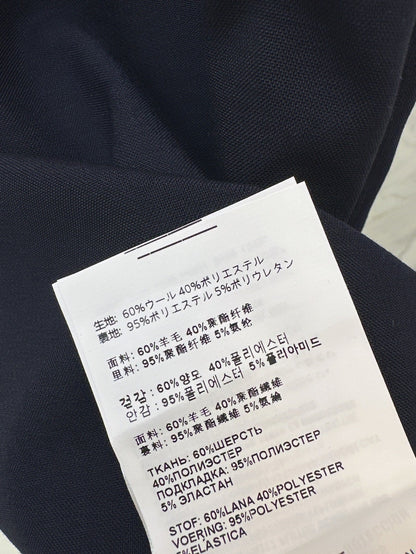 生地: 60%ウール 40%ポリエステル
裏地: 95%ポリエステル 5%ポリウレタン
面料: 60%羊毛 40%聚酯纤维
里料: 95%聚酯纤维 5%氨纶
겉감 : 60%양모 40%폴리에스터
안감 : 95%폴리에스터 5%폴리아미드
面料: 60%羊毛 40%聚酯纖維
裏料: 95%聚酯纖維 5%氨綸
ТКАНЬ: 60%ШЕРСТЬ
40%ПОЛИЭСТЕР
ПОДКЛАДКА: 95%ПОЛИЭСТЕР
5% ЭЛАСТАН
STOF: 60%LANA 40%POLYESTER
VOERING: 95%POLYESTER
5%ELASTICA